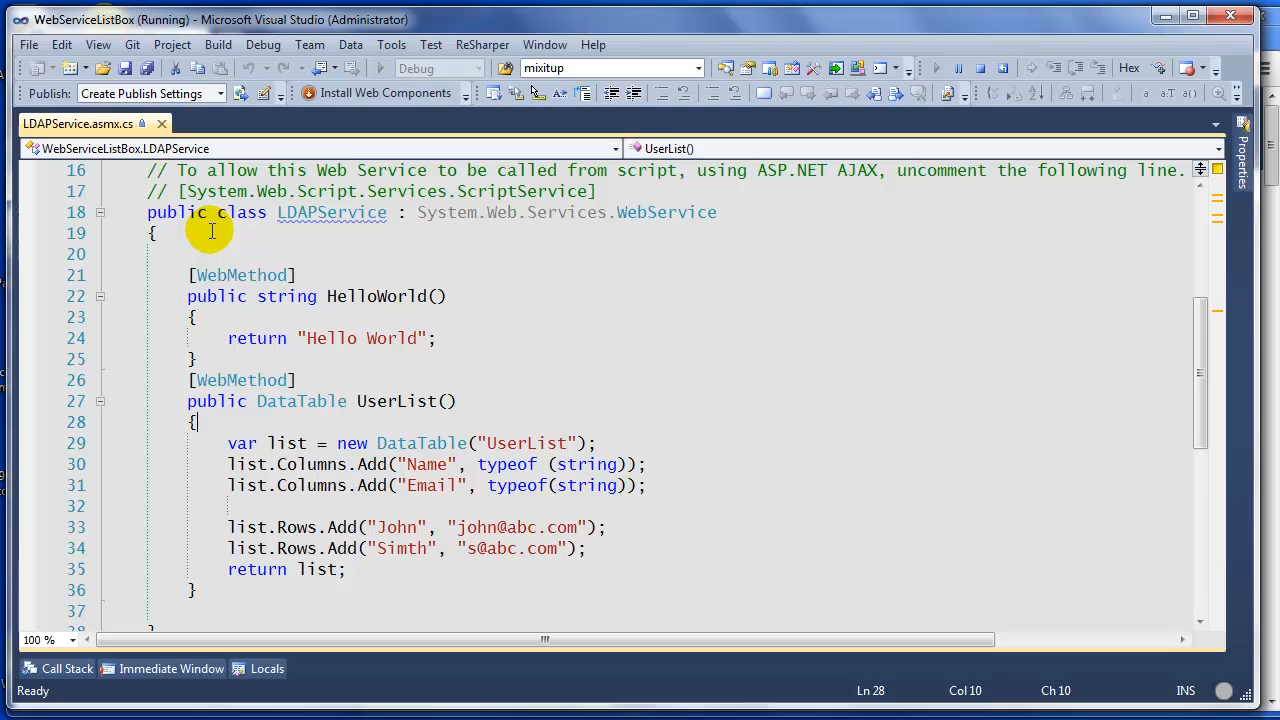 WebServiceListBox (Running) - Microsoft Visual Studio (Administrator)
File Edit View Git Project Build Debug Team Data Tools Test ReSharper Window Help
Debug mixitup Hex
Publish: Create Publish Settings Install Web Components
LDAPService.asmx.cs
WebServiceListBox.LDAPService UserList()
Properties
16 // To allow this Web Service to be called from script, using ASP.NET AJAX, uncomment the following line.
17 // [System.Web.Script.Services.ScriptService]
18 public class LDAPService : System.Web.Services.WebService
19 {
20
21 [WebMethod]
22 public string HelloWorld()
23 {
24 return "Hello World";
25 }
26 [WebMethod]
27 public DataTable UserList()
28 {
29 var list = new DataTable("UserList");
30 list.Columns.Add("Name", typeof (string));
31 list.Columns.Add("Email", typeof(string));
32
33 list.Rows.Add("John", "john@abc.com");
34 list.Rows.Add("Simth", "s@abc.com");
35 return list;
36 }
37
100 %
Call Stack Immediate Window Locals
Ready Ln 28 Col 10 Ch 10 INS